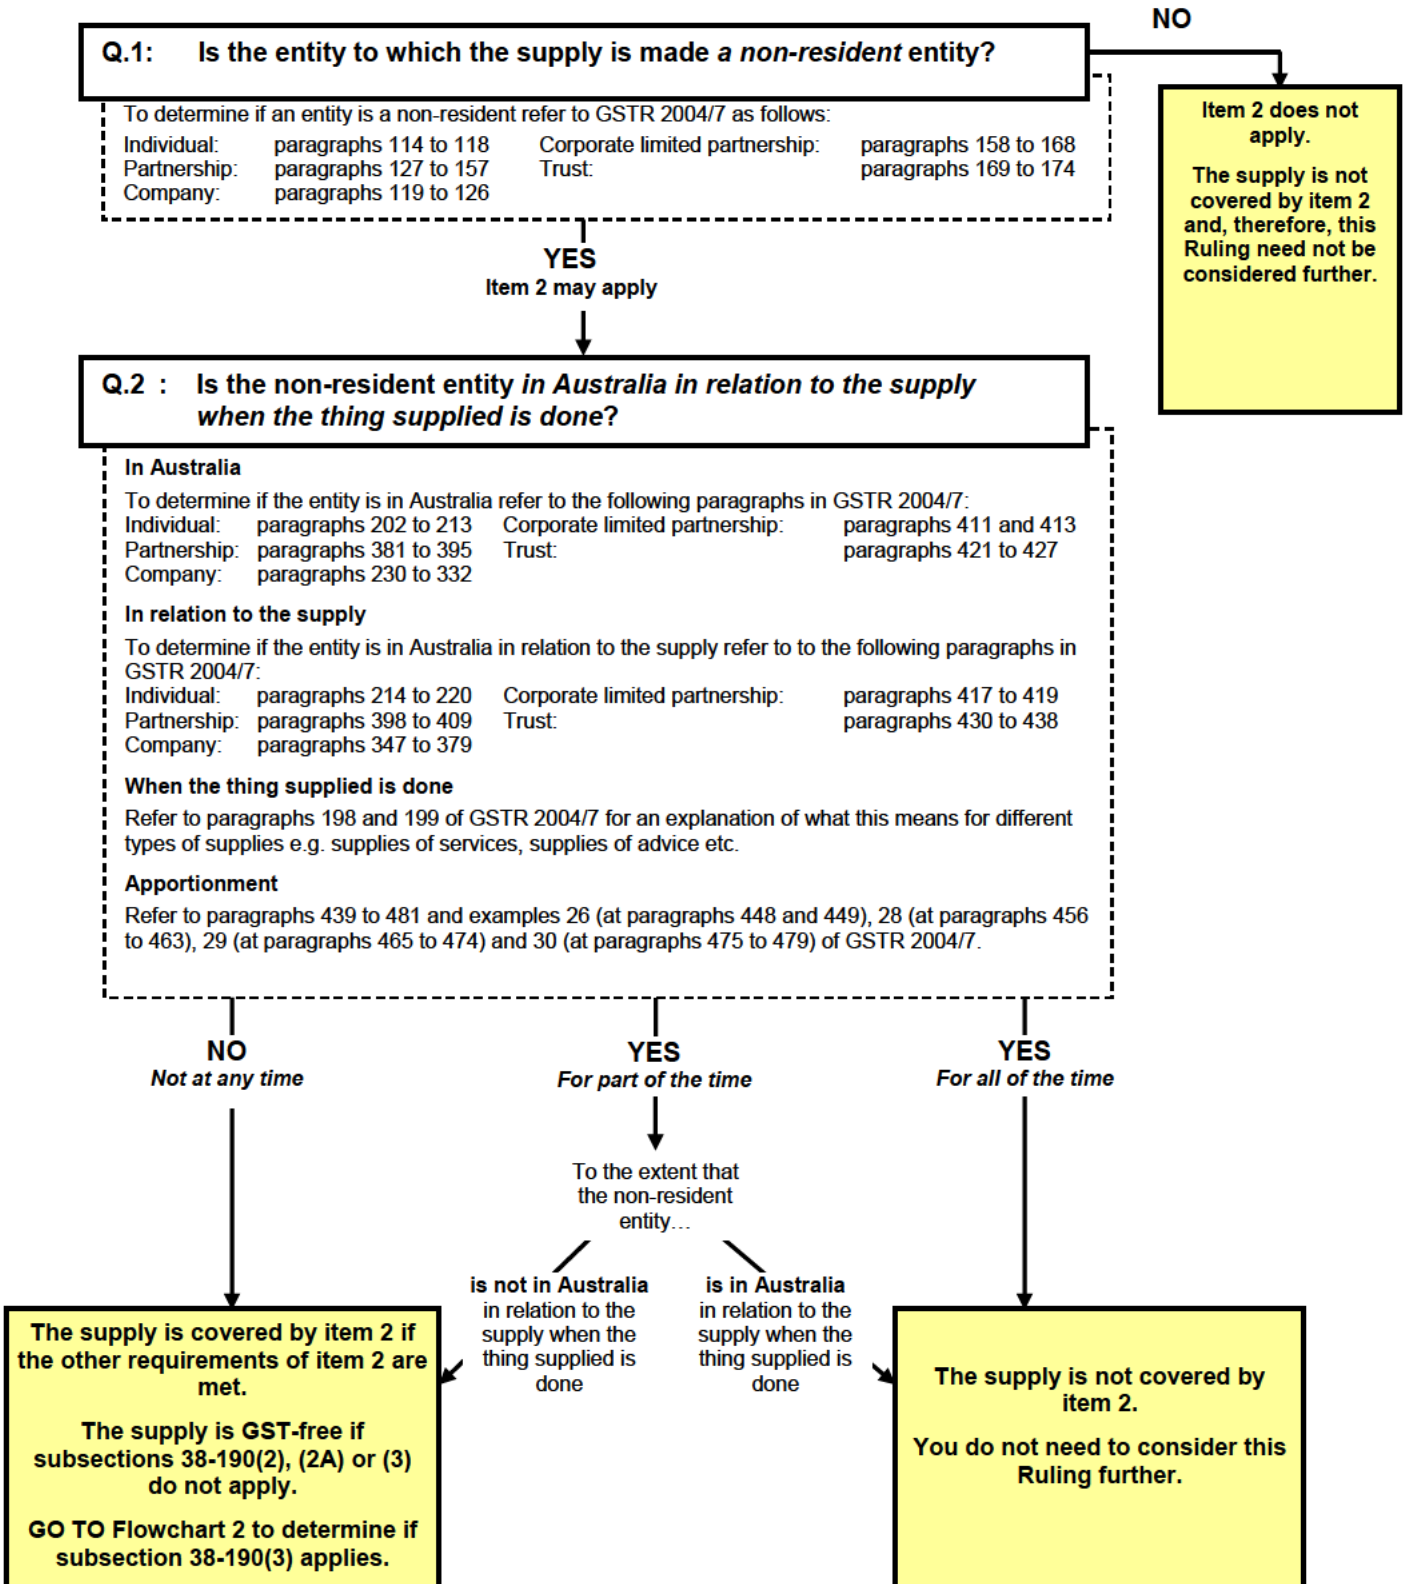 NO
Q.1: Is the entity to which the supply is made a non-resident entity?
To determine if an entity is a non-resident refer to GSTR 2004/7 as follows:
Individual: paragraphs 114 to 118 Corporate limited partnership: paragraphs 158 to 168
Partnership: paragraphs 127 to 157 Trust: paragraphs 169 to 174
Company: paragraphs 119 to 126
Item 2 does not
apply.
The supply is not
covered by item 2
and, therefore, this
Ruling need not be
considered further.
YES
Item 2 may apply
Q.2 : Is the non-resident entity in Australia in relation to the supply
when the thing supplied is done?
In Australia
To determine if the entity is in Australia refer to the following paragraphs in GSTR 2004/7:
Individual: paragraphs 202 to 213 Corporate limited partnership: paragraphs 411 and 413
Partnership: paragraphs 381 to 395 Trust: paragraphs 421 to 427
Company: paragraphs 230 to 332
In relation to the supply
To determine if the entity is in Australia in relation to the supply refer to to the following paragraphs in
GSTR 2004/7:
Individual: paragraphs 214 to 220 Corporate limited partnership: paragraphs 417 to 419
Partnership: paragraphs 398 to 409 Trust: paragraphs 430 to 438
Company: paragraphs 347 to 379
When the thing supplied is done
Refer to paragraphs 198 and 199 of GSTR 2004/7 for an explanation of what this means for different
types of supplies e.g. supplies of services, supplies of advice etc.
Apportionment
Refer to paragraphs 439 to 481 and examples 26 (at paragraphs 448 and 449), 28 (at paragraphs 456
to 463), 29 (at paragraphs 465 to 474) and 30 (at paragraphs 475 to 479) of GSTR 2004/7.
NO
Not at any time
YES
For part of the time
YES
For all of the time
To the extent that
the non-resident
entity…
is not in Australia
in relation to the
supply when the
thing supplied is
done
is in Australia
in relation to the
supply when the
thing supplied is
done
The supply is covered by item 2 if
the other requirements of item 2 are
met.
The supply is GST-free if
subsections 38-190(2), (2A) or (3)
do not apply.
GO TO Flowchart 2 to determine if
subsection 38-190(3) applies.
The supply is not covered by
item 2.
You do not need to consider this
Ruling further.